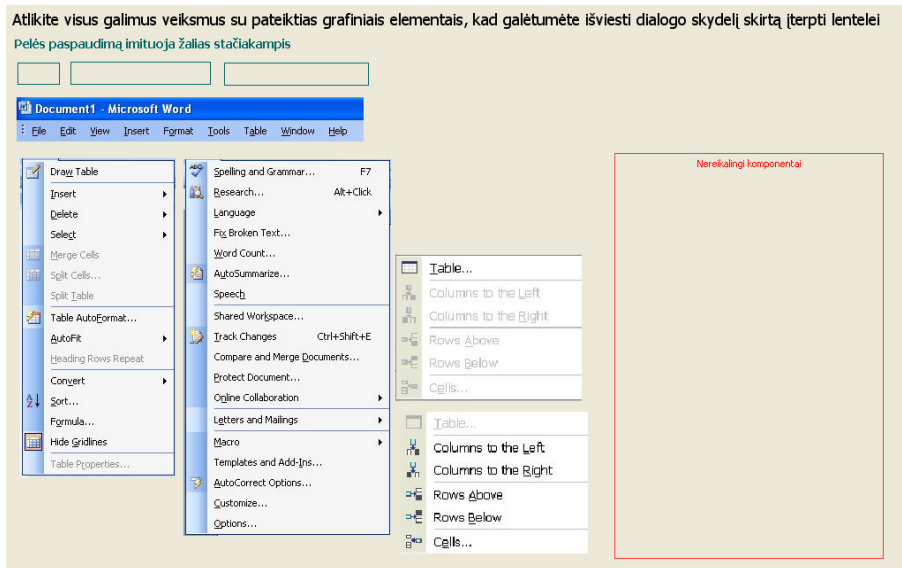 Atlikite visus galimus veiksmus su pateiktias grafiniais elementais, kad galėtumėte išviesti dialogo skydelį skirtą įterpti lentelei
Pelės paspaudimą imituoja žalias stačiakampis
Document1 - Microsoft Word
File Edit View Insert Format Tools Table Window Help
Draw Table
Insert
Delete
Select
Merge Cells
Split Cells...
Split Table
Table AutoFormat...
AutoFit
Heading Rows Repeat
Convert
Sort...
Formula...
Hide Gridlines
Table Properties...
Spelling and Grammar... F7
Research... Alt+Click
Language
Fix Broken Text...
Word Count...
AutoSummarize...
Speech
Shared Workspace...
Track Changes Ctrl+Shift+E
Compare and Merge Documents...
Protect Document...
Online Collaboration
Letters and Mailings
Macro
Templates and Add-Ins...
AutoCorrect Options...
Customize...
Options...
Table...
Columns to the Left
Columns to the Right
Rows Above
Rows Below
Cells...
Table...
Columns to the Left
Columns to the Right
Rows Above
Rows Below
Cells...
Nereikalingi komponentai